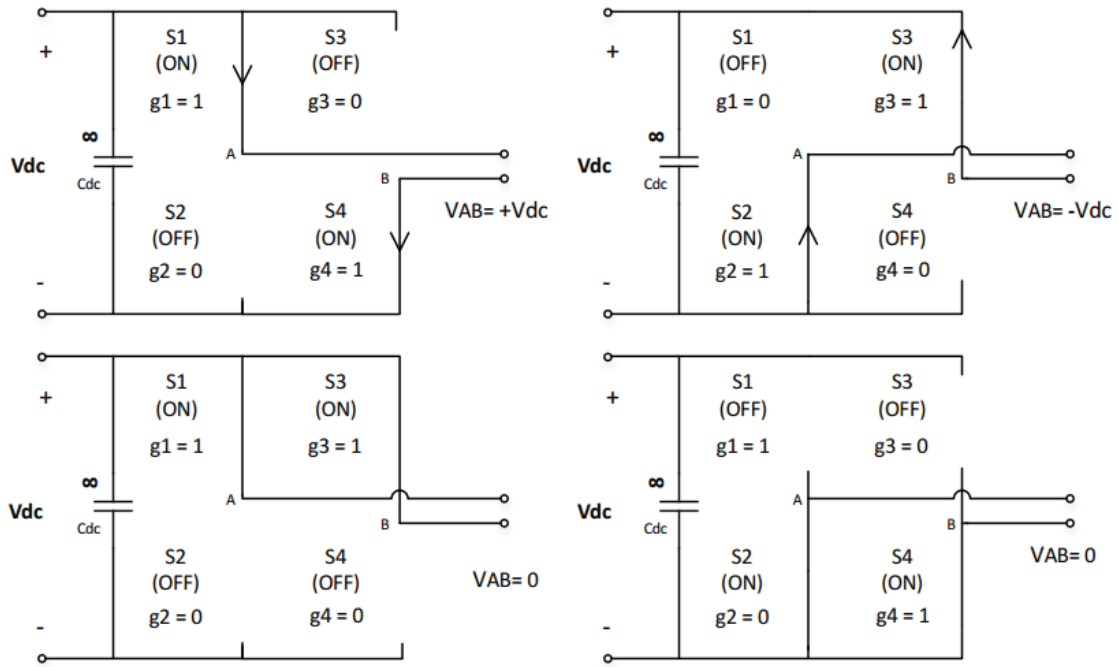 S1
(ON)
g1 = 1
S3
(OFF)
g3 = 0
+
∞
Vdc
Cdc
A
B
VAB= +Vdc
S2
(OFF)
g2 = 0
S4
(ON)
g4 = 1
-
S1
(OFF)
g1 = 0
S3
(ON)
g3 = 1
+
∞
Vdc
Cdc
A
B
VAB= -Vdc
S2
(ON)
g2 = 1
S4
(OFF)
g4 = 0
-
S1
(ON)
g1 = 1
S3
(ON)
g3 = 1
+
∞
Vdc
Cdc
A
B
VAB= 0
S2
(OFF)
g2 = 0
S4
(OFF)
g4 = 0
-
S1
(OFF)
g1 = 1
S3
(OFF)
g3 = 0
+
∞
Vdc
Cdc
A
B
VAB= 0
S2
(ON)
g2 = 0
S4
(ON)
g4 = 1
-